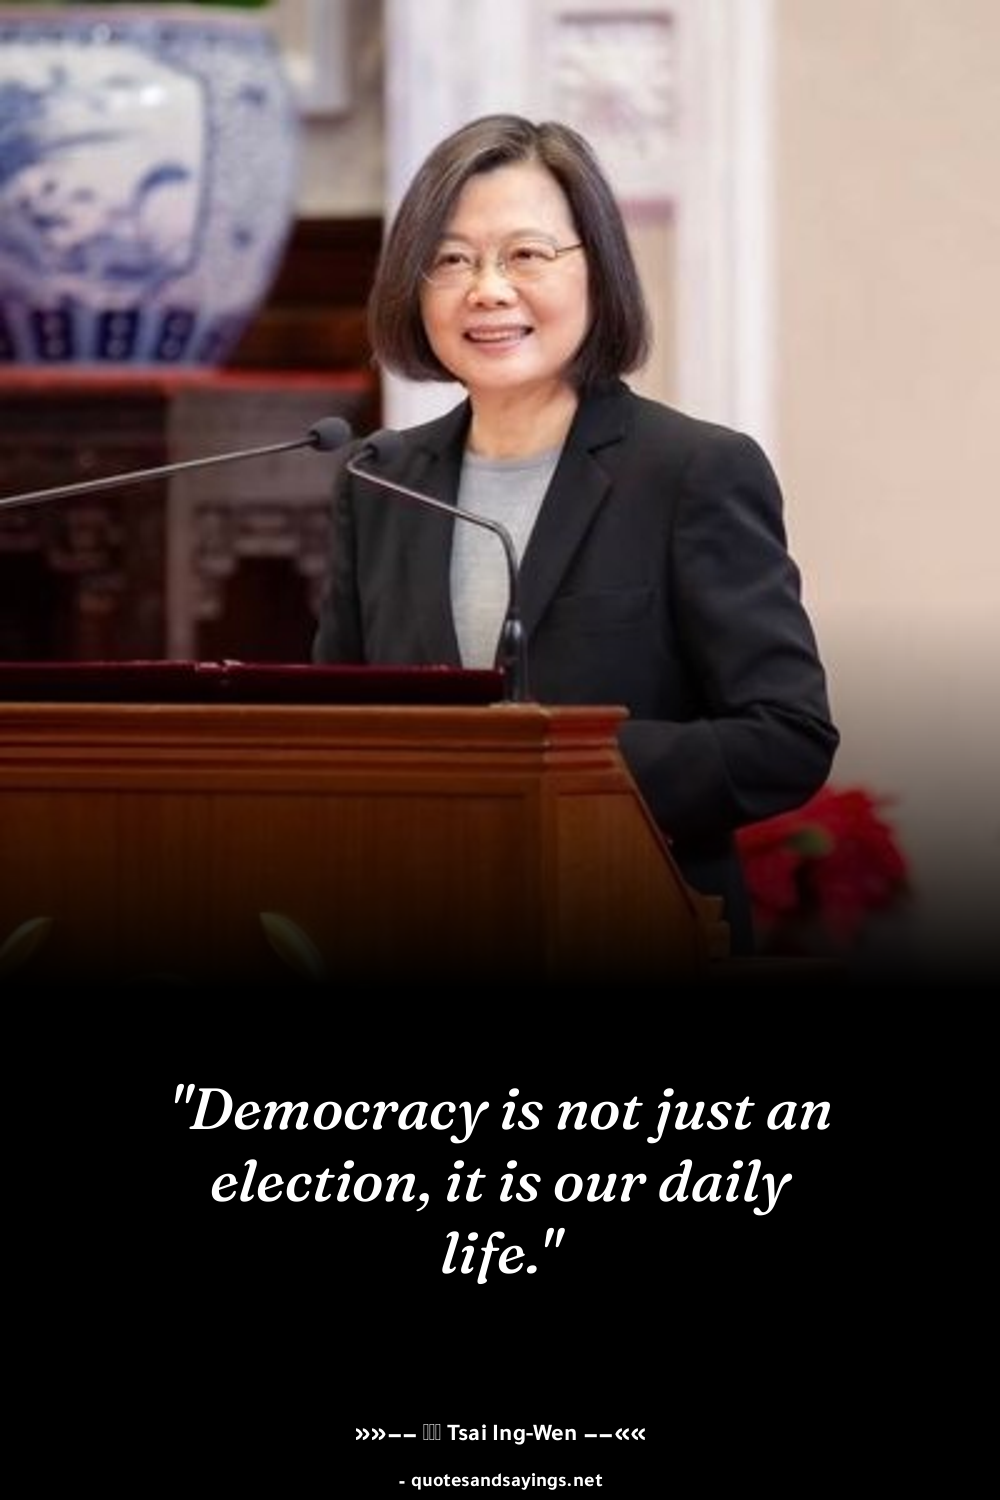 "Democracy is not just an
election, it is our daily
life."
»»−− Tsai Ing-Wen −−««
- quotesandsayings.net